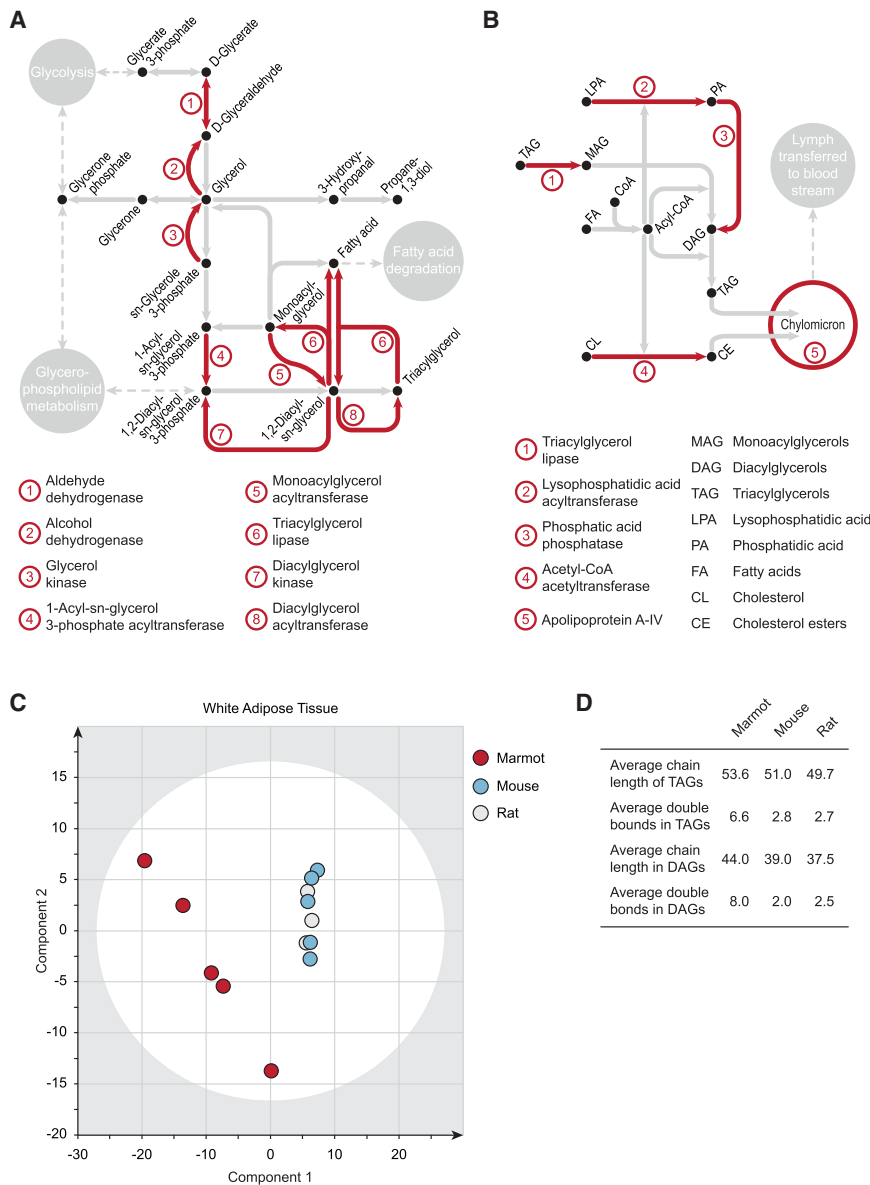 A
Glycerate
3-phosphate
D-Glycerate
Glycolysis
1
D-Glyceraldehyde
2
Glycerone
phosphate
Glycerone
Glycerol
3-Hydroxy-
propanal
Propane-
1,3-diol
3
sn-Glycerole
3-phosphate
Fatty acid
Fatty acid
degradation
Monoacyl-
glycerol
1-Acyl-
sn-glycerol
3-phosphate
4
5
6
6
Triacylglycerol
Glycero-
phospholipid
metabolism
1,2-Diacyl-
sn-glycerol
3-phosphate
7
1,2-Diacyl-
sn-glycerol
8
1 Aldehyde
dehydrogenase
2 Alcohol
dehydrogenase
3 Glycerol
kinase
4 1-Acyl-sn-glycerol
3-phosphate acyltransferase
5 Monoacylglycerol
acyltransferase
6 Triacylglycerol
lipase
7 Diacylglycerol
kinase
8 Diacylglycerol
acyltransferase
B
LPA
2
PA
3
TAG
1
MAG
CoA
FA
Acyl-CoA
DAG
TAG
Lymph
transferred
to blood
stream
Chylomicron
5
CL
4
CE
1 Triacylglycerol
lipase
2 Lysophosphatidic acid
acyltransferase
3 Phosphatic acid
phosphatase
4 Acetyl-CoA
acetyltransferase
5 Apolipoprotein A-IV
MAG Monoacylglycerols
DAG Diacylglycerols
TAG Triacylglycerols
LPA Lysophosphatidic acid
PA Phosphatidic acid
FA Fatty acids
CL Cholesterol
CE Cholesterol esters
C
White Adipose Tissue
Component 2
15
10
5
0
-5
-10
-15
-20
-30 -20 -10 0 10 20
Component 1
Marmot
Mouse
Rat
D
Marmot Mouse Rat
Average chain
length of TAGs 53.6 51.0 49.7
Average double
bounds in TAGs 6.6 2.8 2.7
Average chain
length in DAGs 44.0 39.0 37.5
Average double
bonds in DAGs 8.0 2.0 2.5